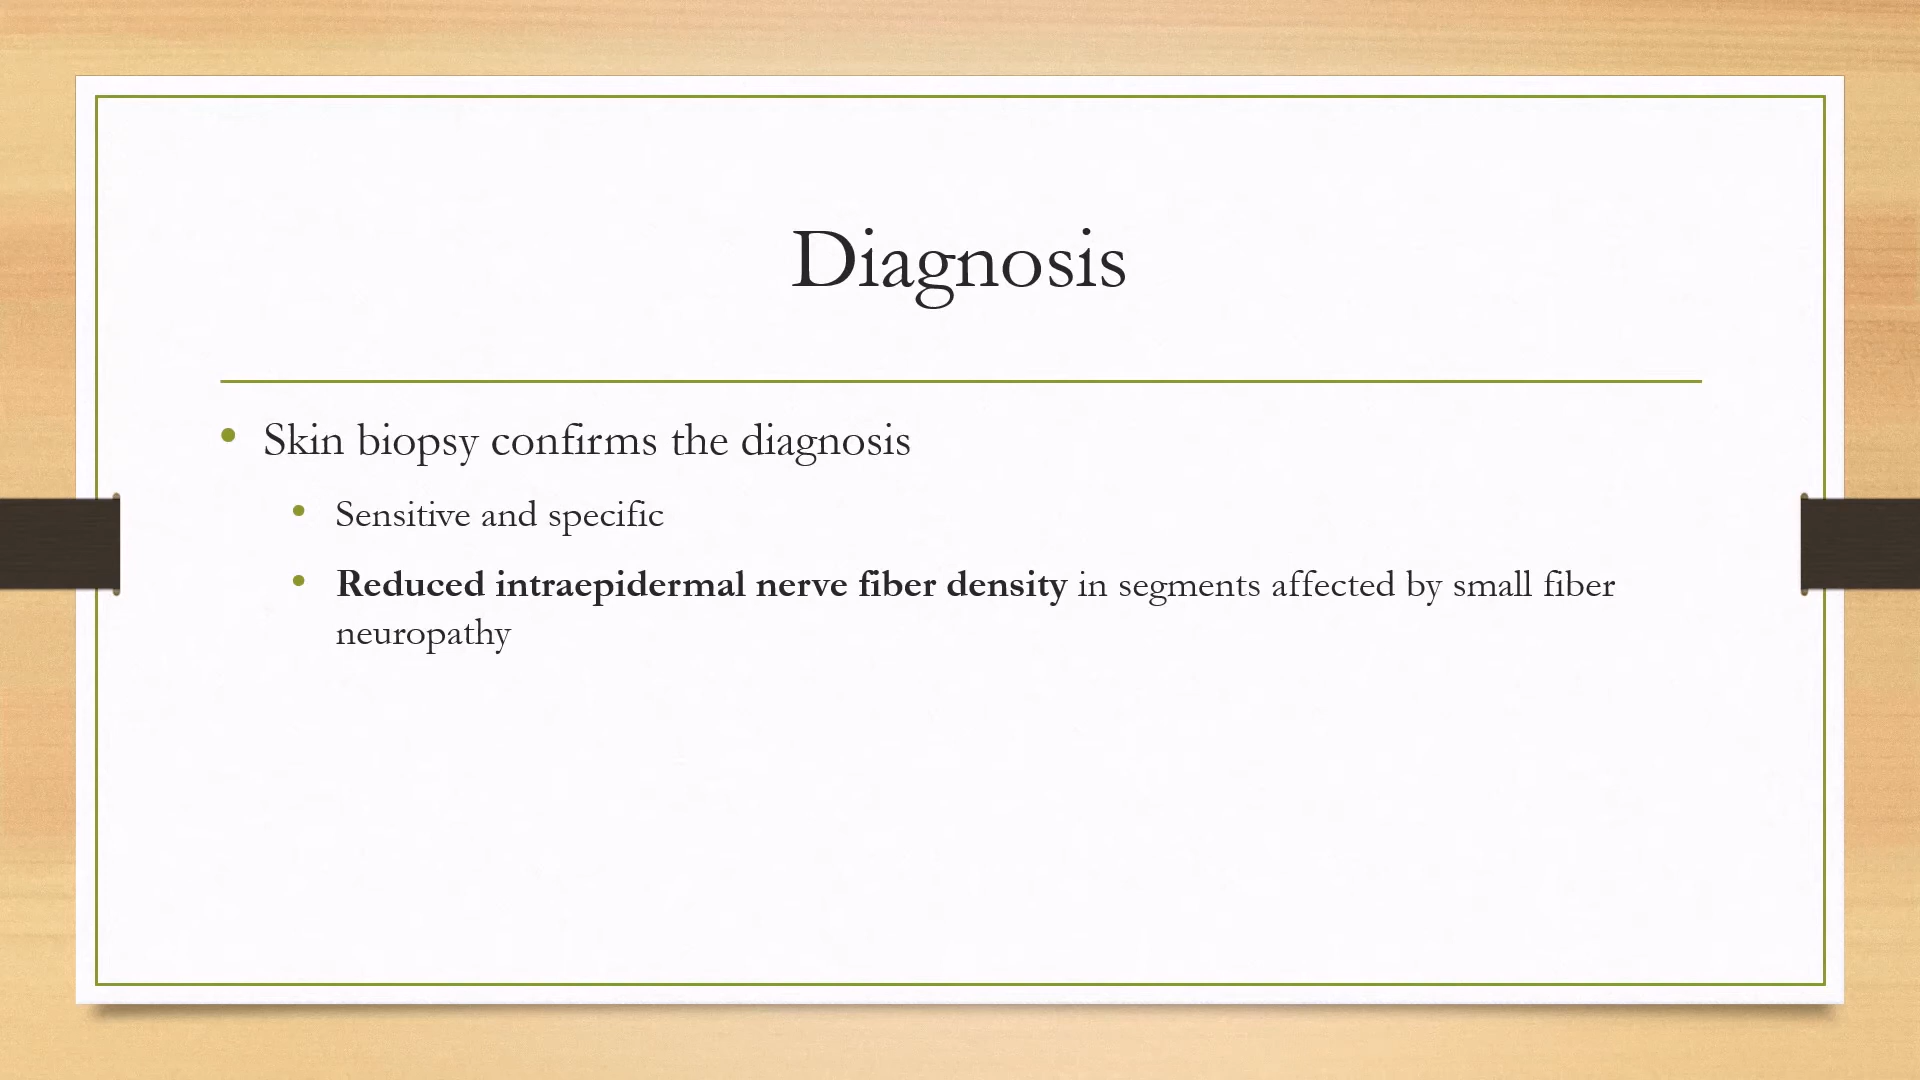 Diagnosis
• Skin biopsy confirms the diagnosis
• Sensitive and specific
• Reduced intraepidermal nerve fiber density in segments affected by small fiber
neuropathy